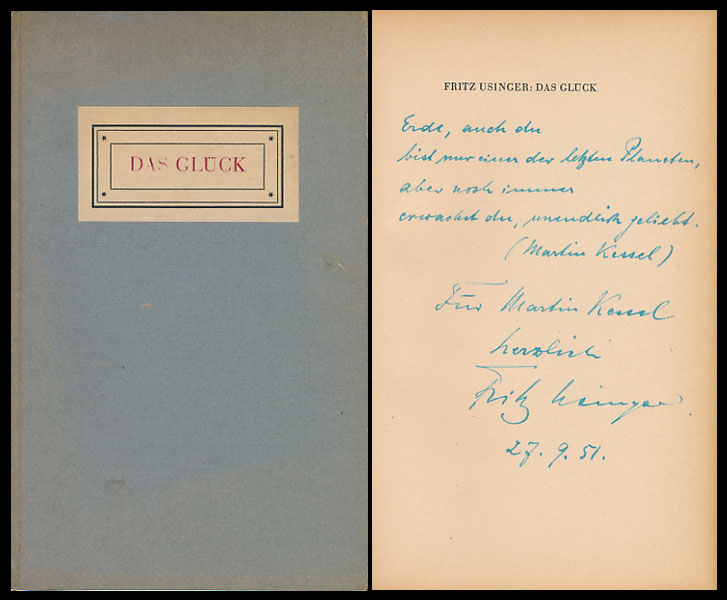 DAS GLÜCK
FRITZ USINGER: DAS GLÜCK
Erde, auch du
bist nur einer der letzten Planeten,
aber noch immer
erwachst du, unendlich geliebt.
(Martin Kessel)
Für Martin Kessel
herzlich
Fritz Usinger
27. 9. 51.